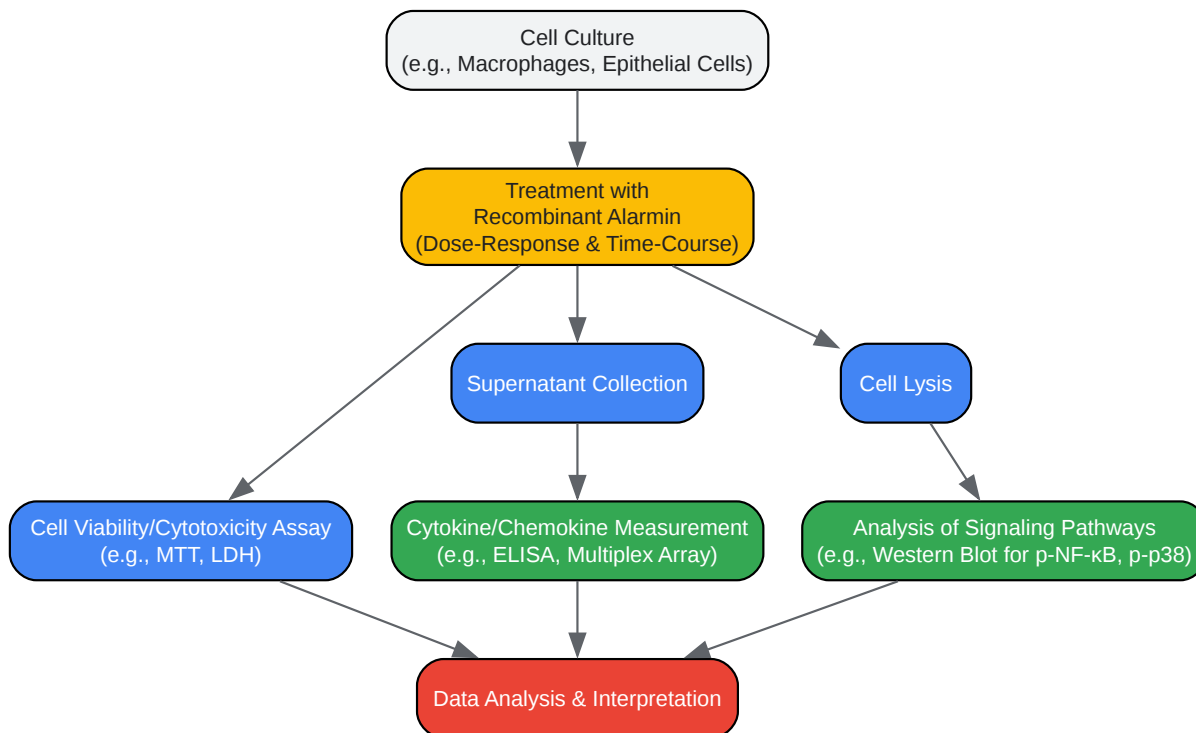 Cell Culture
(e.g., Macrophages, Epithelial Cells)
Treatment with
Recombinant Alarmin
(Dose-Response & Time-Course)
Supernatant Collection
Cell Lysis
Cell Viability/Cytotoxicity Assay
(e.g., MTT, LDH)
Cytokine/Chemokine Measurement
(e.g., ELISA, Multiplex Array)
Analysis of Signaling Pathways
(e.g., Western Blot for p-NF-κB, p-p38)
Data Analysis & Interpretation